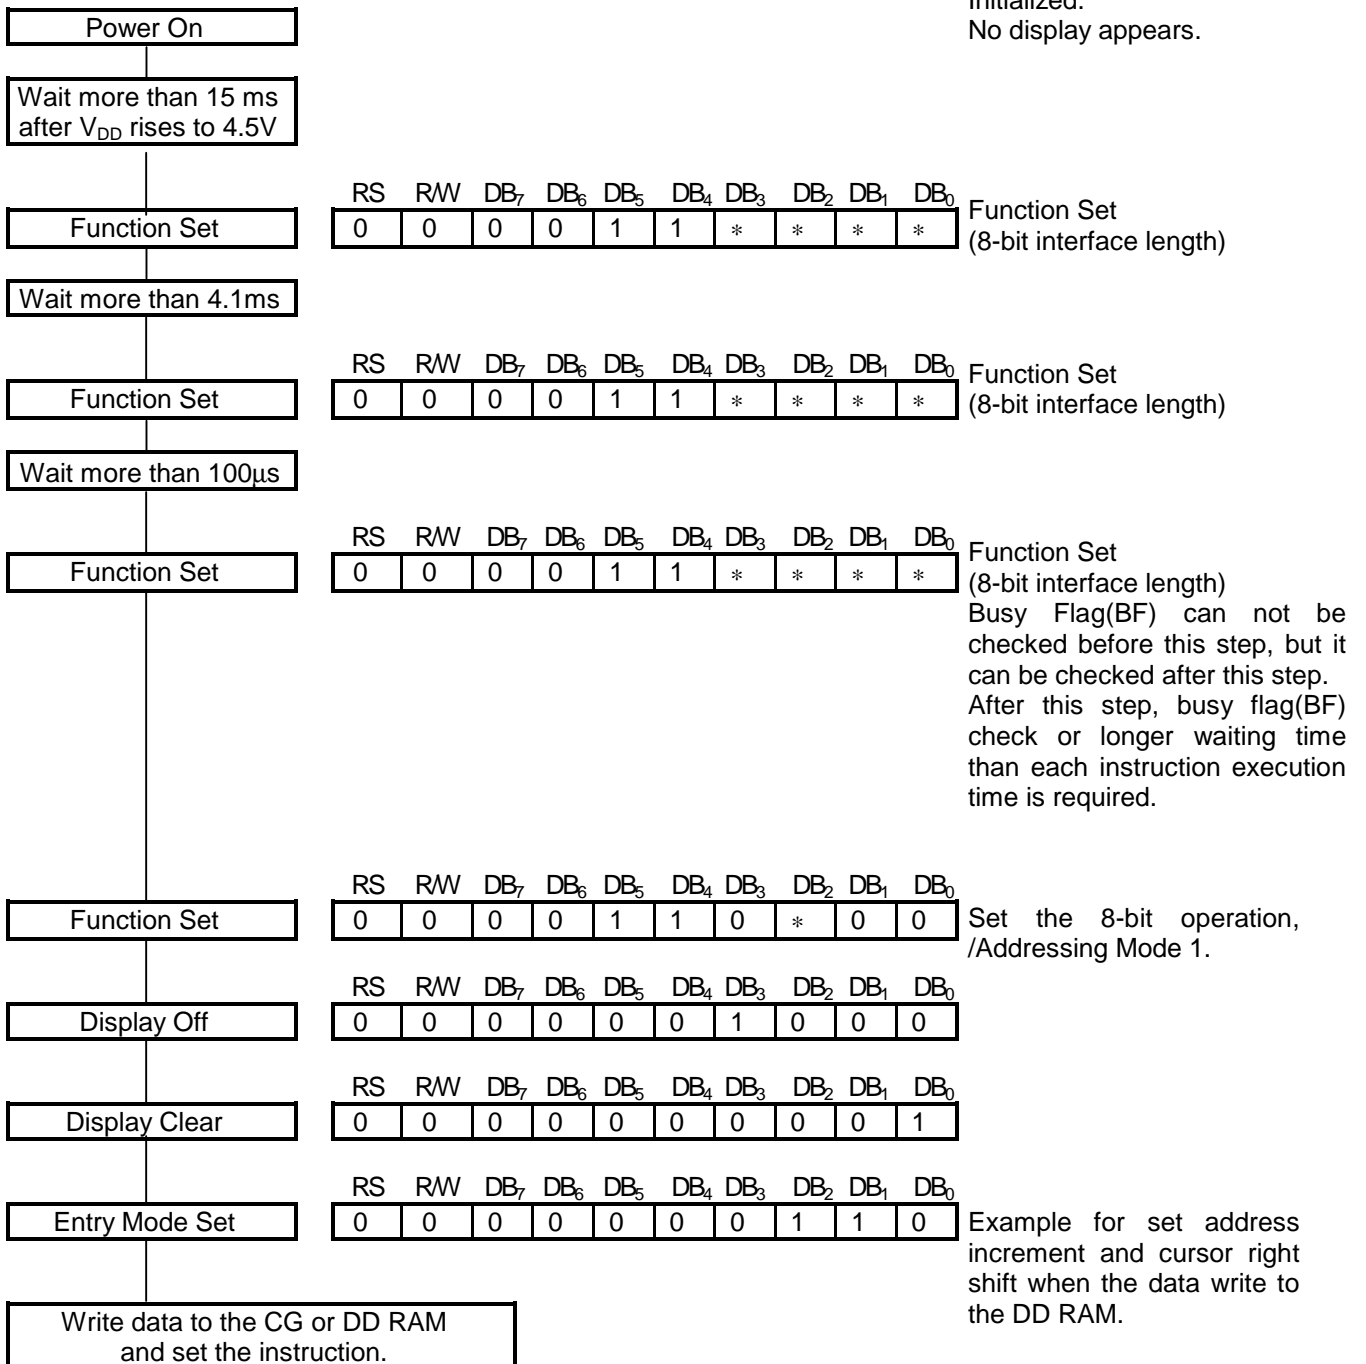 Initialized.
No display appears.
Power On
Wait more than 15 ms
after VDD rises to 4.5V
RS R/W DB7 DB6 DB5 DB4 DB3 DB2 DB1 DB0
Function Set
0 0 0 0 1 1 * * * *
Function Set
(8-bit interface length)
Wait more than 4.1ms
RS R/W DB7 DB6 DB5 DB4 DB3 DB2 DB1 DB0
Function Set
0 0 0 0 1 1 * * * *
Function Set
(8-bit interface length)
Wait more than 100μs
RS R/W DB7 DB6 DB5 DB4 DB3 DB2 DB1 DB0
Function Set
0 0 0 0 1 1 * * * *
Function Set
(8-bit interface length)
Busy Flag(BF) can not be
checked before this step, but it
can be checked after this step.
After this step, busy flag(BF)
check or longer waiting time
than each instruction execution
time is required.
RS R/W DB7 DB6 DB5 DB4 DB3 DB2 DB1 DB0
Function Set
0 0 0 0 1 1 0 * 0 0
Set the 8-bit operation,
/Addressing Mode 1.
RS R/W DB7 DB6 DB5 DB4 DB3 DB2 DB1 DB0
Display Off
0 0 0 0 0 0 1 0 0 0
RS R/W DB7 DB6 DB5 DB4 DB3 DB2 DB1 DB0
Display Clear
0 0 0 0 0 0 0 0 0 1
RS R/W DB7 DB6 DB5 DB4 DB3 DB2 DB1 DB0
Entry Mode Set
0 0 0 0 0 0 0 1 1 0
Example for set address
increment and cursor right
shift when the data write to
the DD RAM.
Write data to the CG or DD RAM
and set the instruction.